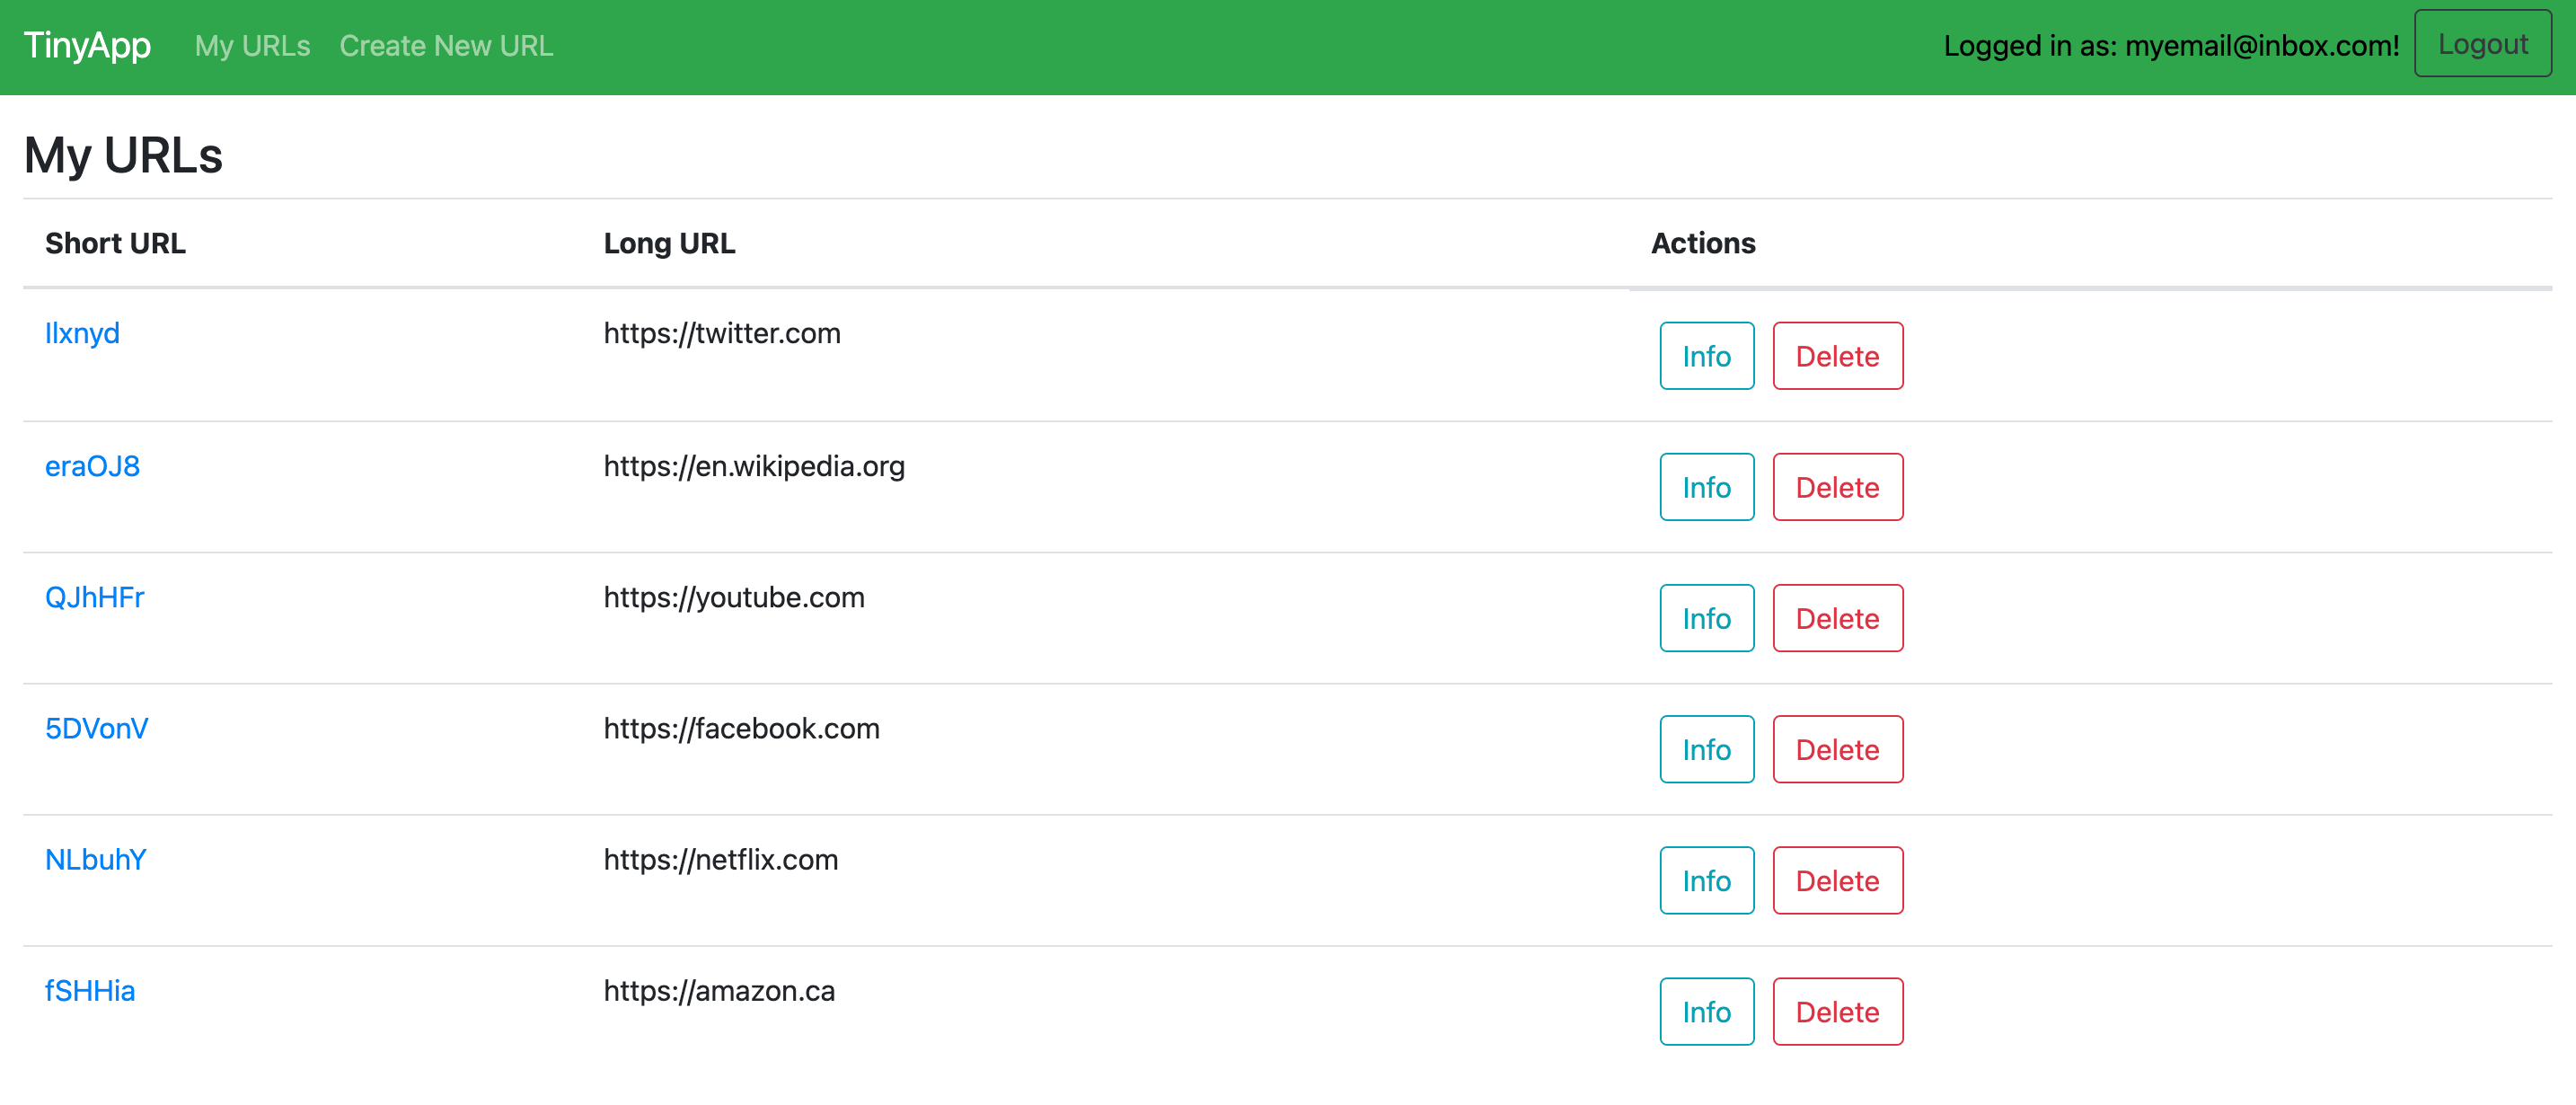 TinyApp My URLs Create New URL Logged in as: myemail@inbox.com! Logout
My URLs
Short URL Long URL Actions
Ilxnyd https://twitter.com Info Delete
eraOJ8 https://en.wikipedia.org Info Delete
QJhHFr https://youtube.com Info Delete
5DVonV https://facebook.com Info Delete
NLbuhY https://netflix.com Info Delete
fSHHia https://amazon.ca Info Delete